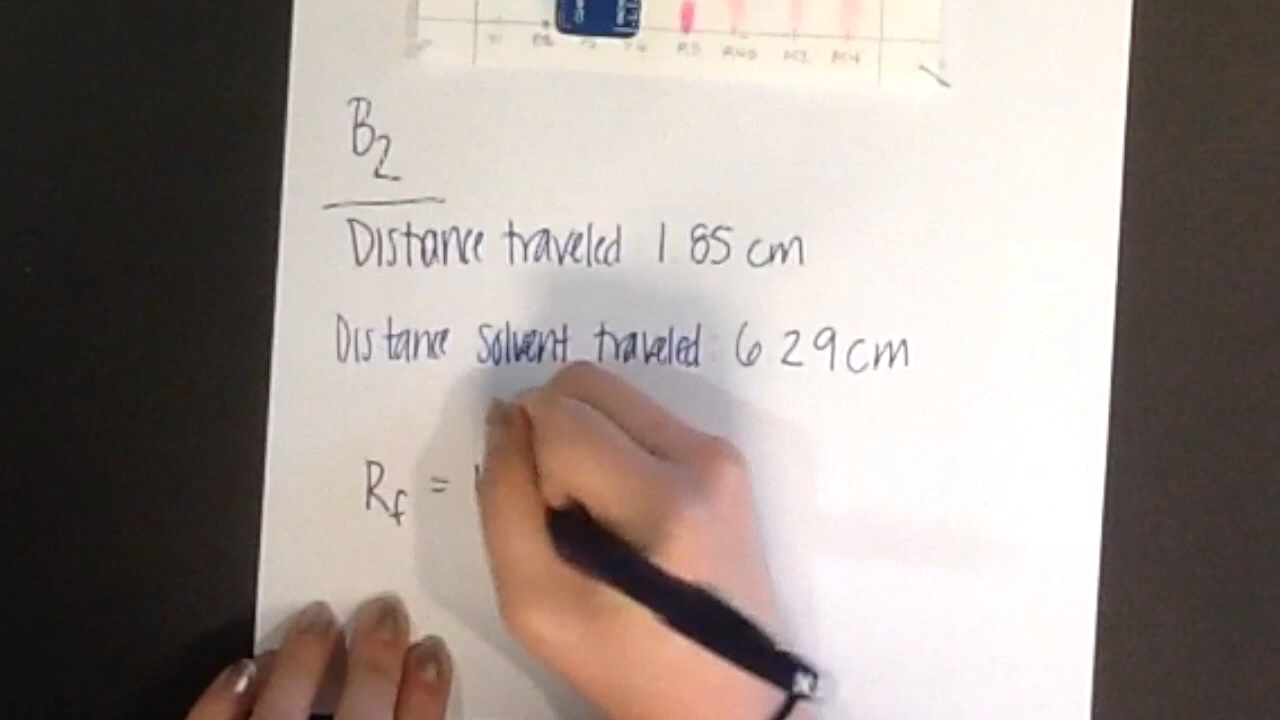 B2
Distance traveled 1 85 cm
Distance solvent traveled: 6 29 cm
Rf =